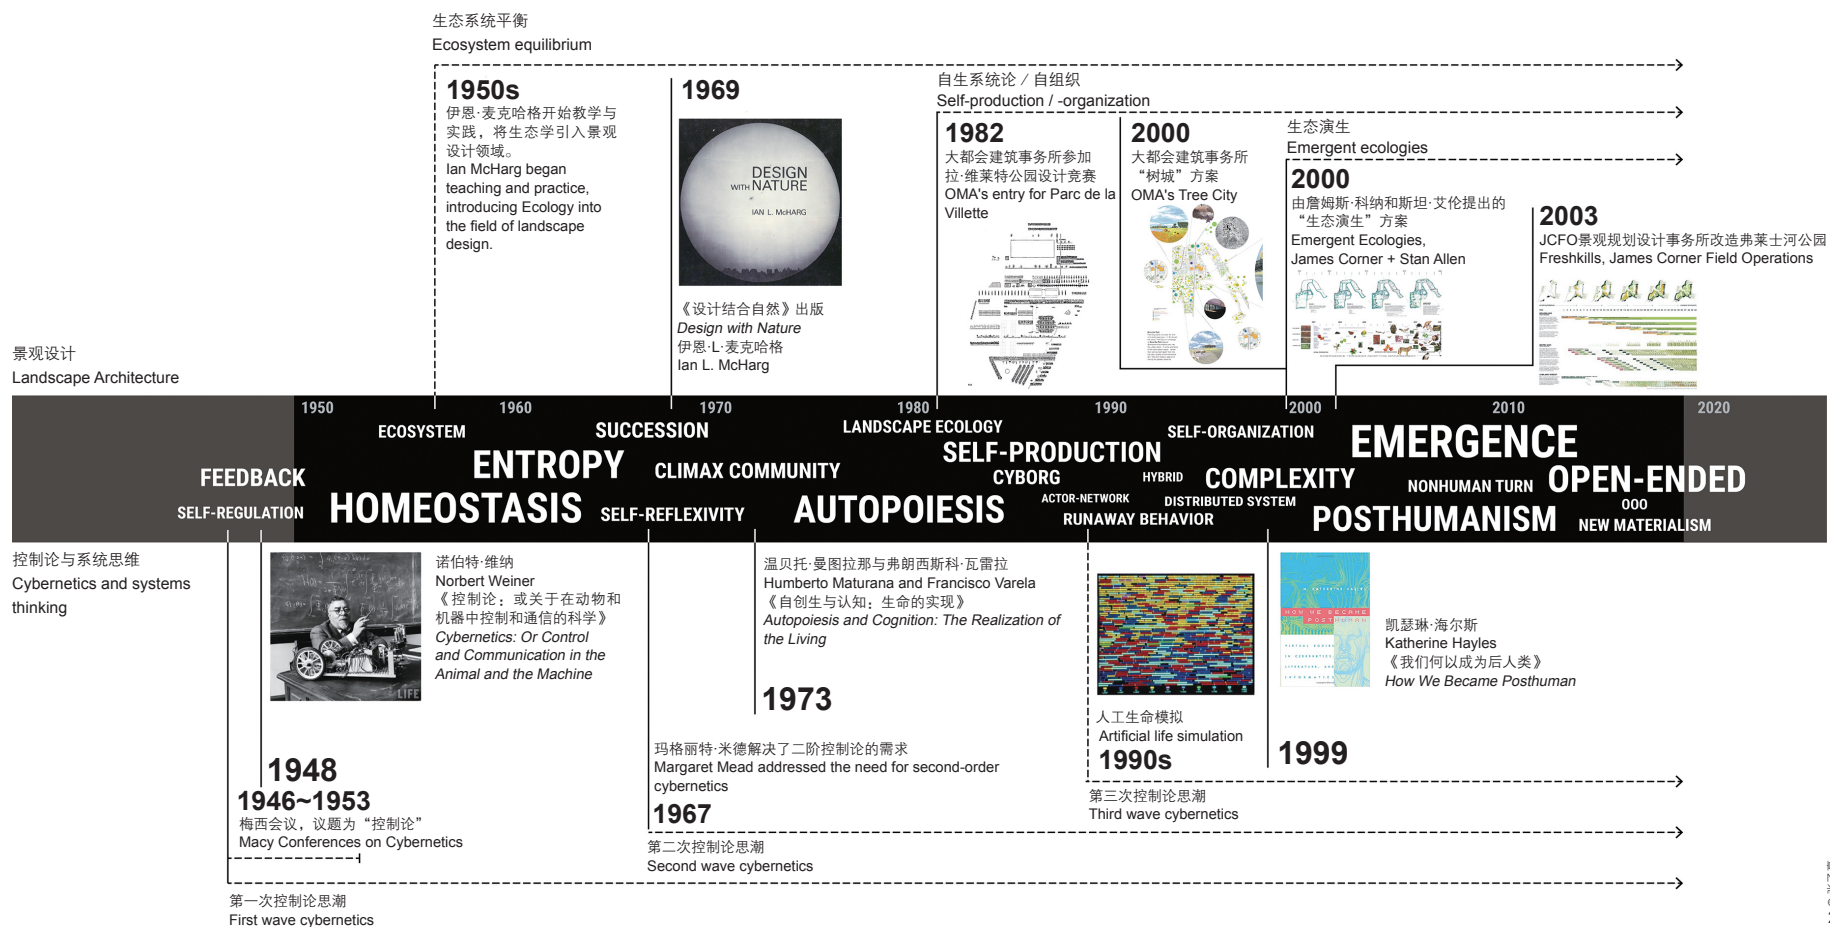 生态系统平衡
Ecosystem equilibrium
1950s
伊恩·麦克哈格开始教学与
实践，将生态学引入景观
设计领域。
Ian McHarg began
teaching and practice,
introducing Ecology into
the field of landscape
design.
1969
DESIGN
WITH NATURE
IAN L. McHARG
《设计结合自然》出版
Design with Nature
伊恩·L·麦克哈格
Ian L. McHarg
自生系统论 / 自组织
Self-production / -organization
1982
大都会建筑事务所参加
拉·维莱特公园设计竞赛
OMA's entry for Parc de la
Villette
2000
大都会建筑事务所
“树城”方案
OMA's Tree City
生态演生
Emergent ecologies
2000
由詹姆斯·科纳和斯坦·艾伦提出的
“生态演生”方案
Emergent Ecologies,
James Corner + Stan Allen
2003
JCFO景观规划设计事务所改造弗莱士河公园
Freshkills, James Corner Field Operations
景观设计
Landscape Architecture
1950 1960 1970 1980 1990 2000 2010 2020
ECOSYSTEM SUCCESSION LANDSCAPE ECOLOGY SELF-ORGANIZATION EMERGENCE
ENTROPY CLIMAX COMMUNITY SELF-PRODUCTION
FEEDBACK CYBORG HYBRID COMPLEXITY NONHUMAN TURN OPEN-ENDED
SELF-REGULATION HOMEOSTASIS SELF-REFLEXIVITY AUTOPOIESIS ACTOR-NETWORK DISTRIBUTED SYSTEM OOO
RUNAWAY BEHAVIOR POSTHUMANISM NEW MATERIALISM
控制论与系统思维
Cybernetics and systems
thinking
LIFE
诺伯特·维纳
Norbert Weiner
《控制论：或关于在动物和
机器中控制和通信的科学》
Cybernetics: Or Control
and Communication in the
Animal and the Machine
1948
1946~1953
梅西会议，议题为“控制论”
Macy Conferences on Cybernetics
第一次控制论思潮
First wave cybernetics
温贝托·曼图拉那与弗朗西斯科·瓦雷拉
Humberto Maturana and Francisco Varela
《自创生与认知：生命的实现》
Autopoiesis and Cognition: The Realization of
the Living
1973
玛格丽特·米德解决了二阶控制论的需求
Margaret Mead addressed the need for second-order
cybernetics
1967
第二次控制论思潮
Second wave cybernetics
人工生命模拟
Artificial life simulation
1990s
第三次控制论思潮
Third wave cybernetics
HOW WE BECAME
POSTHUMAN
凯瑟琳·海尔斯
Katherine Hayles
《我们何以成为后人类》
How We Became Posthuman
1999